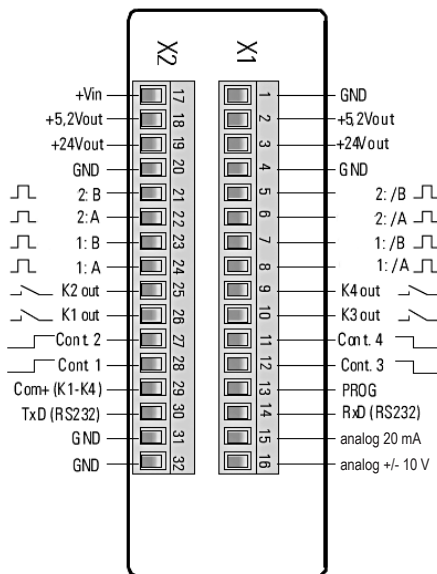 X2 X1
+Vin 17 1 GND
+5,2Vout 18 2 +5,2Vout
+24Vout 19 3 +24Vout
GND 20 4 GND
2: B 21 5 2: /B
2: A 22 6 2: /A
1: B 23 7 1: /B
1: A 24 8 1: /A
K2 out 25 9 K4 out
K1 out 26 10 K3 out
Cont. 2 27 11 Cont. 4
Cont 1 28 12 Cont. 3
Com+ (K1-K4) 29 13 PROG
TxD (RS232) 30 14 RxD (RS232)
GND 31 15 analog 20 mA
GND 32 16 analog +/- 10 V